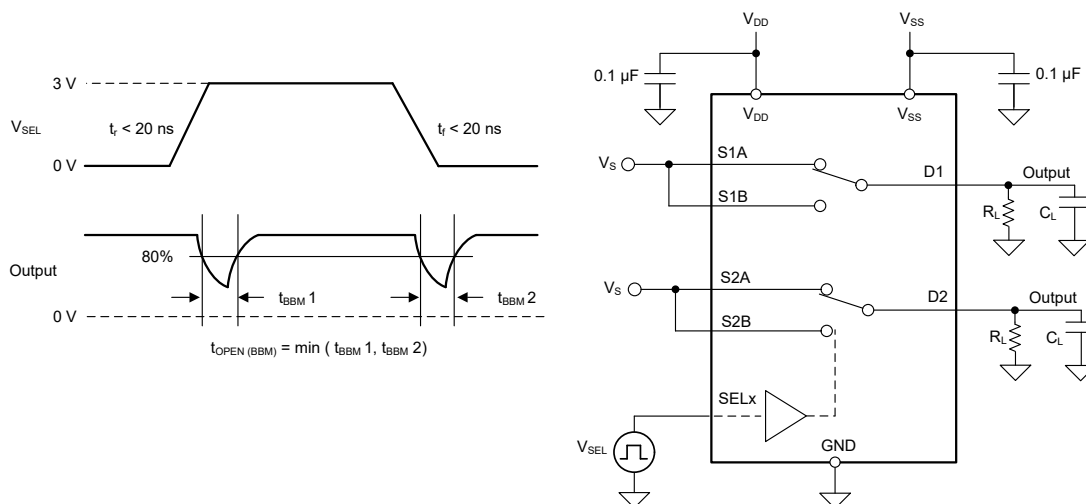 3 V
V_SEL
t_r < 20 ns
t_f < 20 ns
0 V
80%
Output
t_BBM 1
t_BBM 2
0 V
t_OPEN (BBM) = min ( t_BBM 1, t_BBM 2)
V_DD
V_SS
0.1 µF
0.1 µF
V_DD
V_SS
V_S
S1A
D1
Output
S1B
R_L
C_L
V_S
S2A
D2
Output
S2B
R_L
C_L
SELx
V_SEL
GND